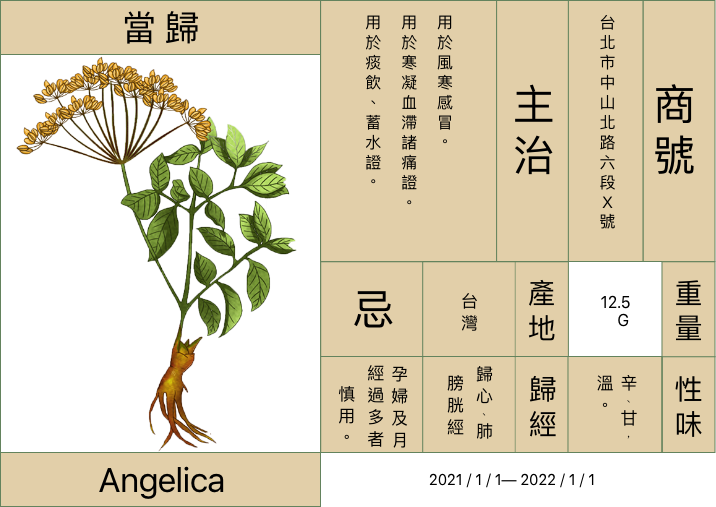 當歸
商號
台北市中山北路六段X號
主治
用於風寒感冒。
用於寒凝血滯諸痛證。
用於痰飲、蓄水證。
重量
12.5
G
產地
台灣
忌
孕婦及月
經過多者
慎用。
性味
辛、甘，
溫。
歸經
歸心、肺
膀胱經
Angelica
2021 / 1 / 1— 2022 / 1 / 1